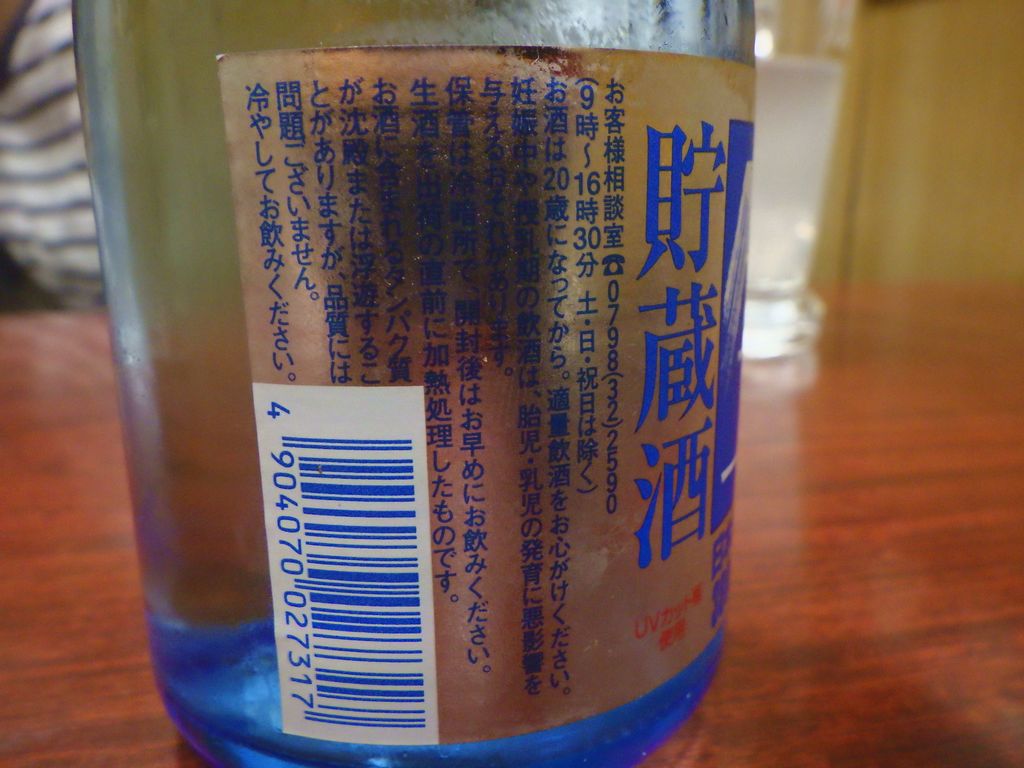 貯蔵酒
UVカット
使用
お客様相談室☎0798(32)2590
(9時～16時30分 土・日・祝日は除く)
お酒は20歳になってから。適量飲酒をお心がけください。
妊娠中や授乳期の飲酒は、胎児・乳児の発育に悪影響を
与えるおそれがあります。
保管は冷暗所で、開封後はお早めにお飲みください。
生酒を出荷の直前に加熱処理したものです。
お酒に含まれるタンパク質
が沈殿または浮遊するこ
とがありますが、品質には
問題ございません。
冷やしてお飲みください。
4 904070 027317